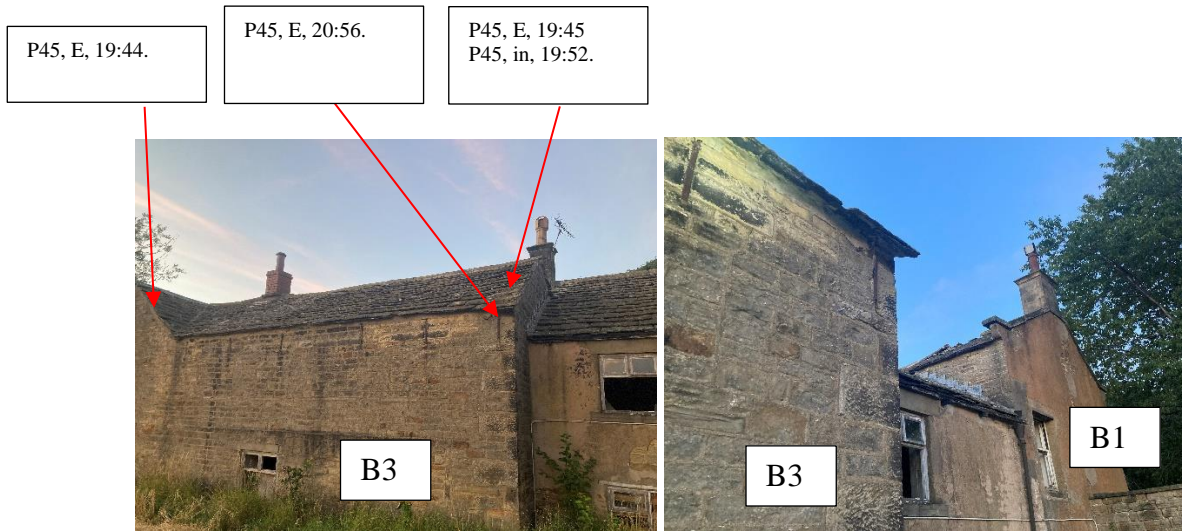 P45, E, 19:44.
P45, E, 20:56.
P45, E, 19:45
P45, in, 19:52.
B3
B3
B1